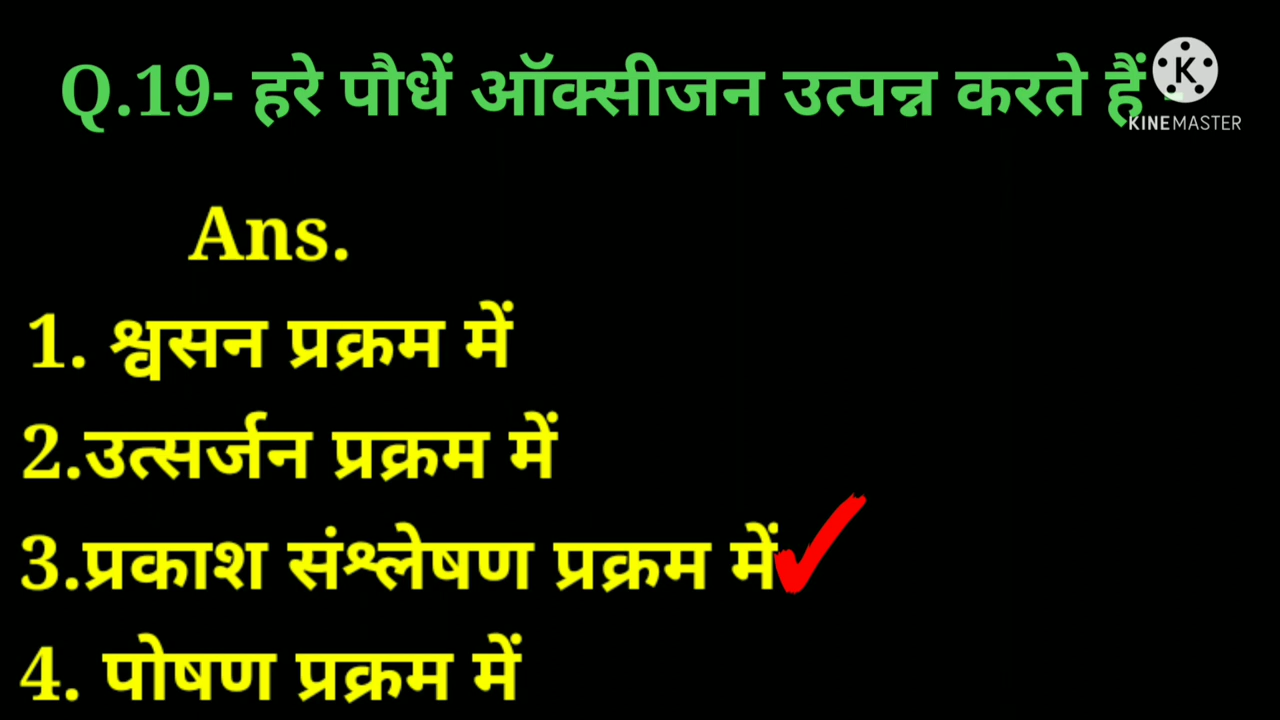 Q.19- हरे पौधें ऑक्सीजन उत्पन्न करते हैं -
KINEMASTER
Ans.
1. श्वसन प्रक्रम में
2.उत्सर्जन प्रक्रम में
3.प्रकाश संश्लेषण प्रक्रम में
4. पोषण प्रक्रम में